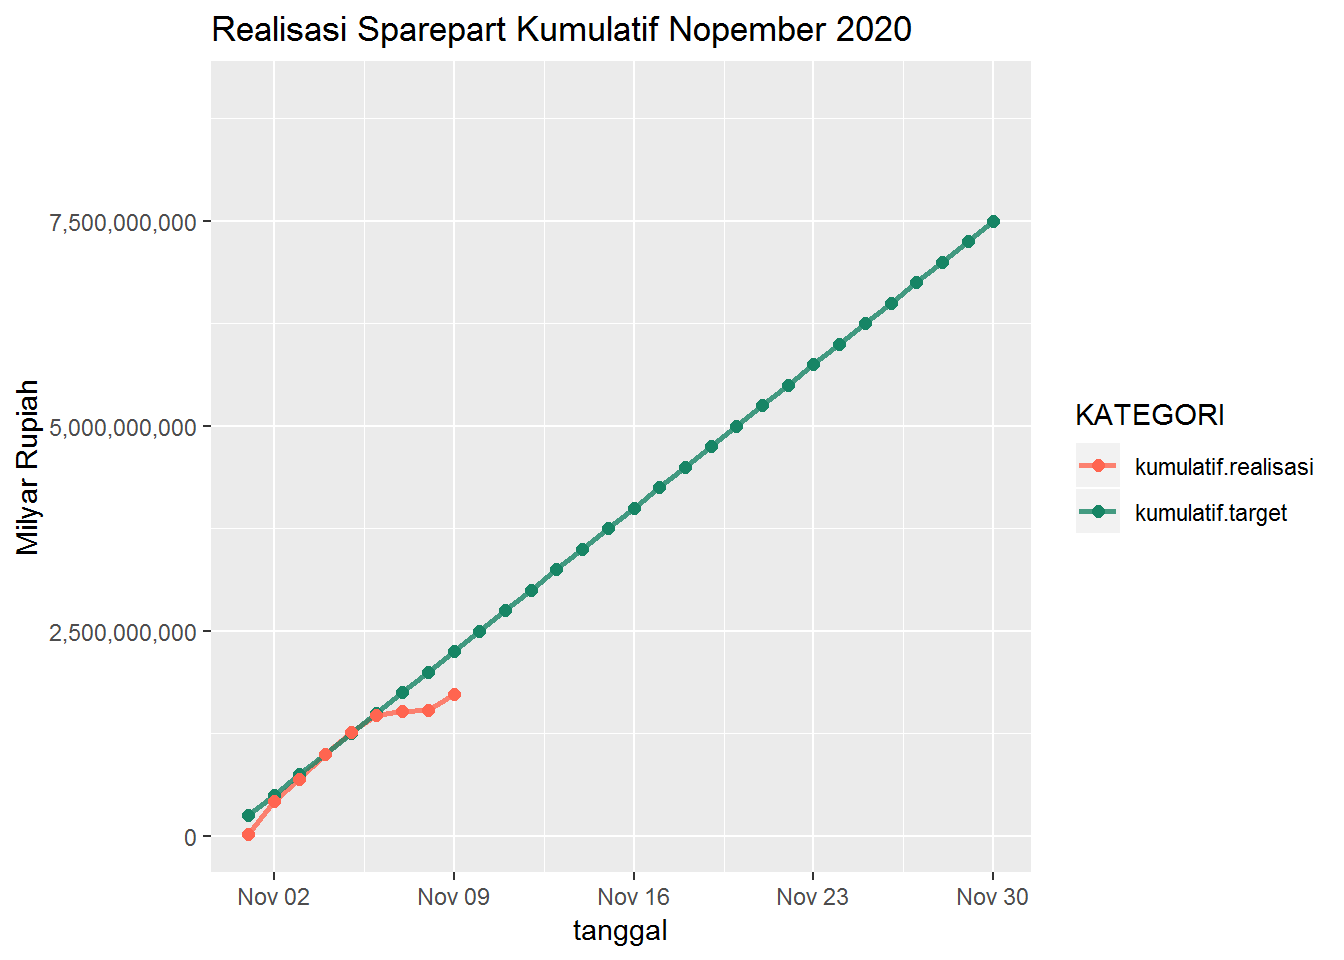 Realisasi Sparepart Kumulatif Nopember 2020
Milyar Rupiah
7,500,000,000
5,000,000,000
2,500,000,000
0
Nov 02
Nov 09
Nov 16
Nov 23
Nov 30
tanggal
KATEGORI
kumulatif.realisasi
kumulatif.target